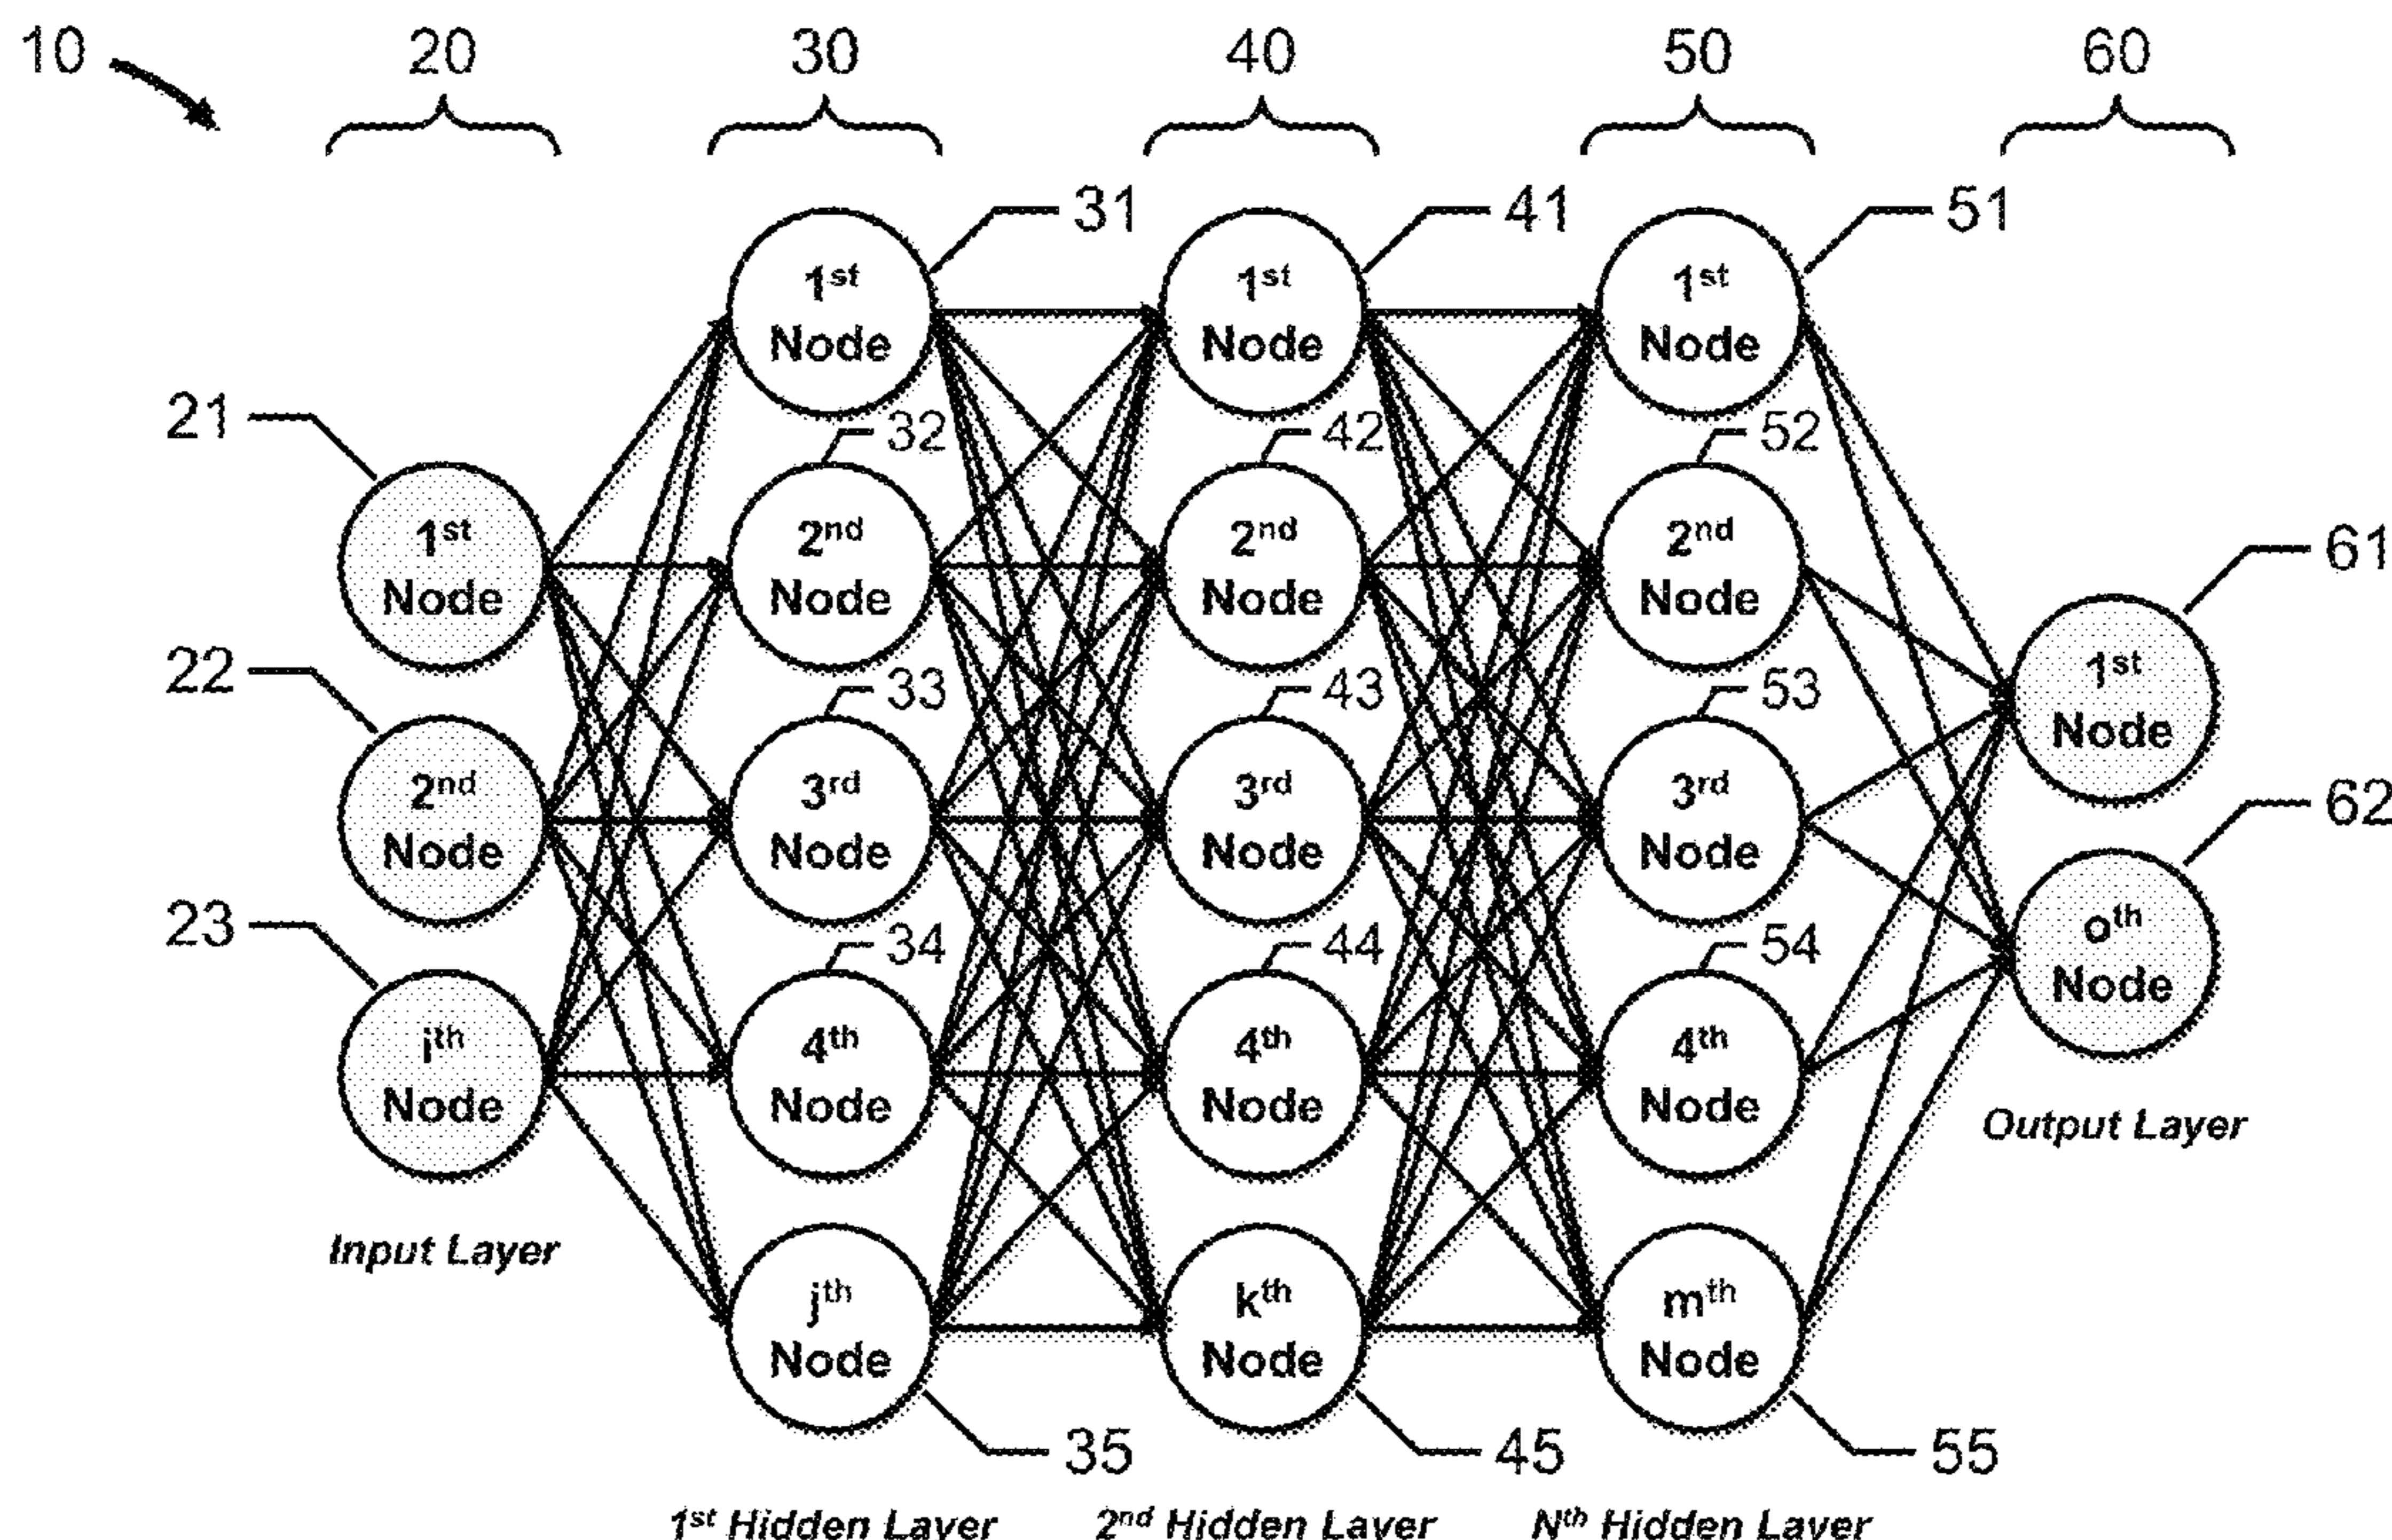 10 20 30 40 50 60
31 41 51
1st Node 1st Node 1st Node
21 32 42 52
1st Node 2nd Node 2nd Node 2nd Node 61
22 33 43 53 1st Node
2nd Node 3rd Node 3rd Node 3rd Node 62
23 34 44 54 oth Node
ith Node 4th Node 4th Node 4th Node Output Layer
Input Layer
jth Node kth Node mth Node
35 45 55
1st Hidden Layer 2nd Hidden Layer Nth Hidden Layer